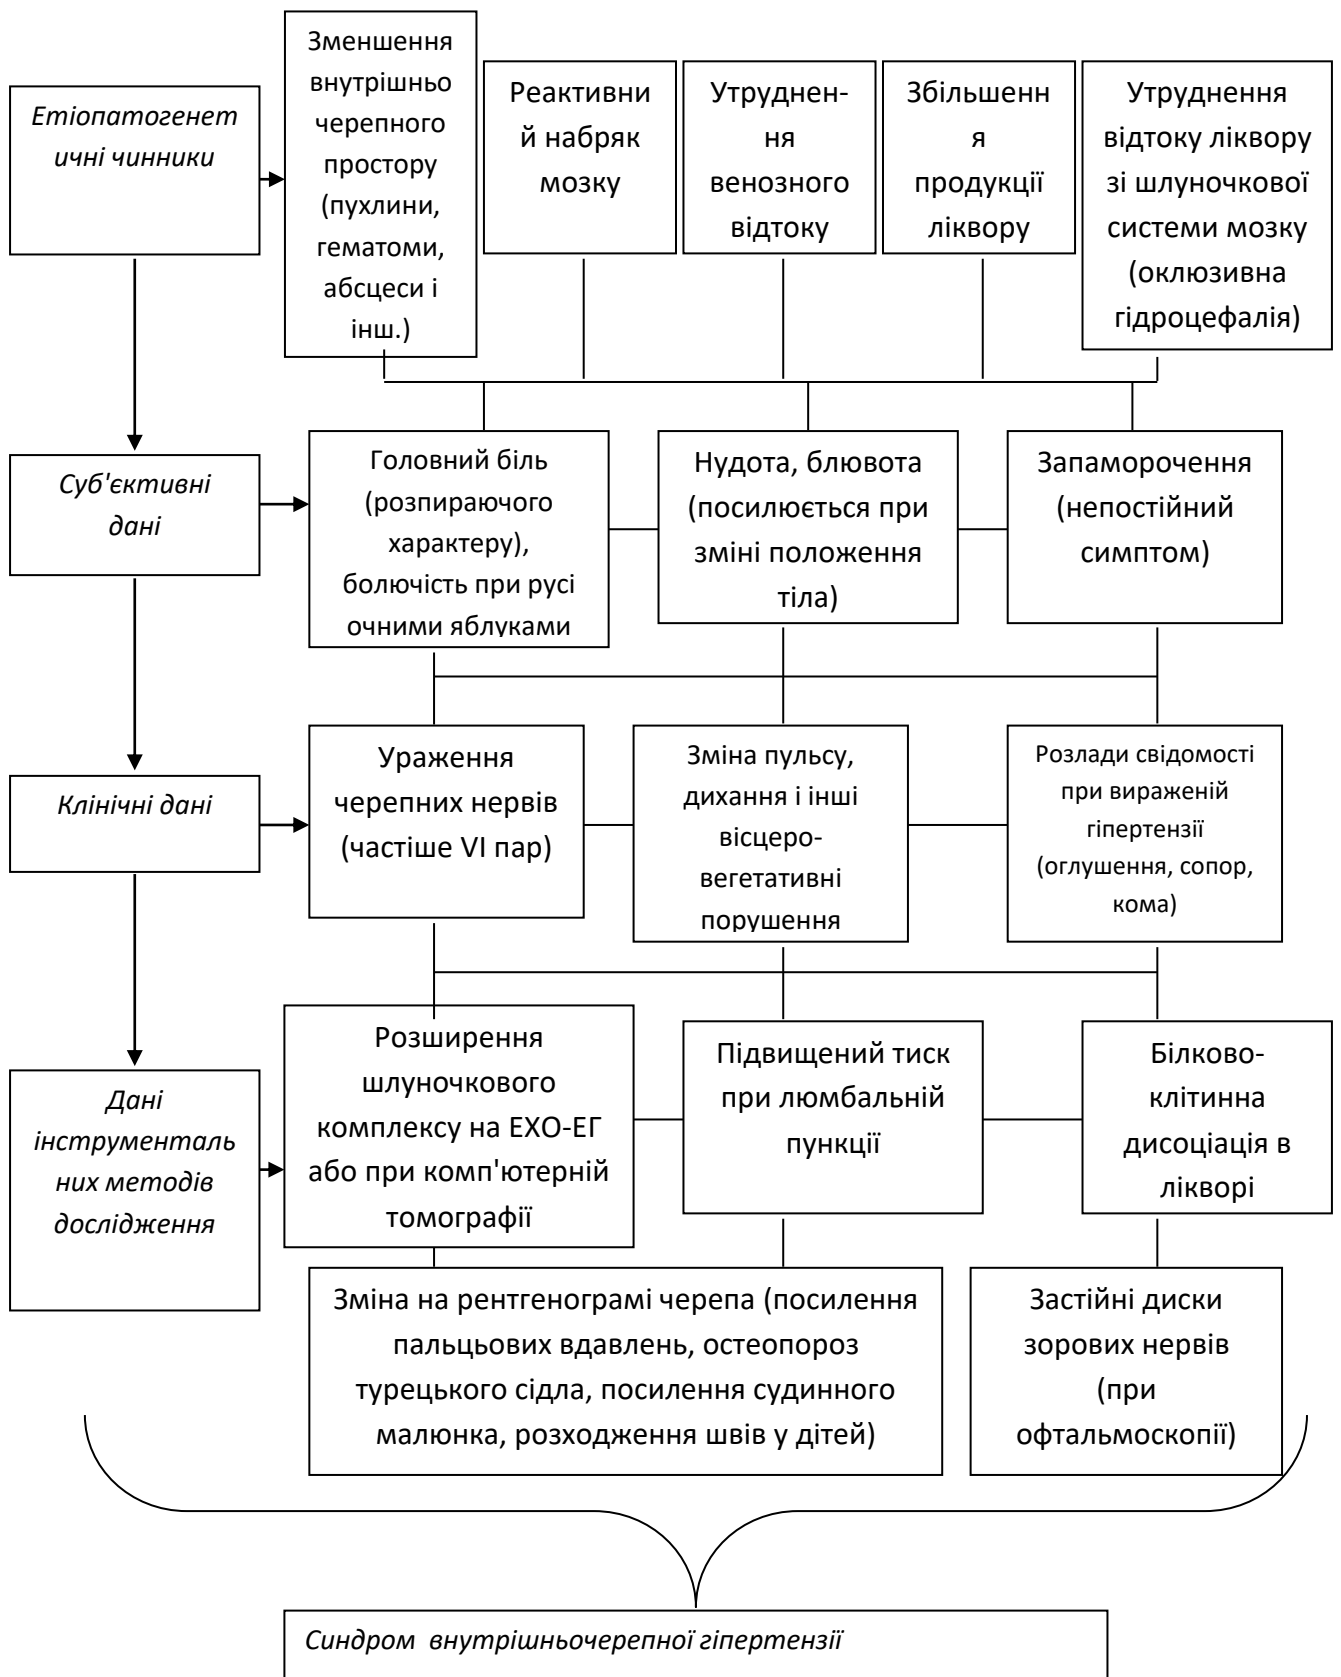 Етіопатогенет
ичні чинники
Зменшення
внутрішньо
черепного
простору
(пухлини,
гематоми,
абсцеси і
інш.)
Реактивни
й набряк
мозку
Утруднен-
ня
венозного
відтоку
Збільшенн
я
продукції
ліквору
Утруднення
відтоку ліквору
зі шлуночкової
системи мозку
(оклюзивна
гідроцефалія)
Суб'єктивні
дані
Головний біль
(розпираючого
характеру),
болючість при русі
очними яблуками
Нудота, блювота
(посилюється при
зміні положення
тіла)
Запаморочення
(непостійний
симптом)
Клінічні дані
Ураження
черепних нервів
(частіше VI пар)
Зміна пульсу,
дихання і інші
вісцеро-
вегетативні
порушення
Розлади свідомості
при вираженій
гіпертензії
(оглушення, сопор,
кома)
Дані
інструменталь
них методів
дослідження
Розширення
шлуночкового
комплексу на ЕХО-ЕГ
або при комп'ютерній
томографії
Підвищений тиск
при люмбальній
пункції
Білково-
клітинна
дисоціація в
лікворі
Зміна на рентгенограмі черепа (посилення
пальцьових вдавлень, остеопороз
турецького сідла, посилення судинного
малюнка, розходження швів у дітей)
Застійні диски
зорових нервів
(при
офтальмоскопії)
Синдром внутрішньочерепної гіпертензії